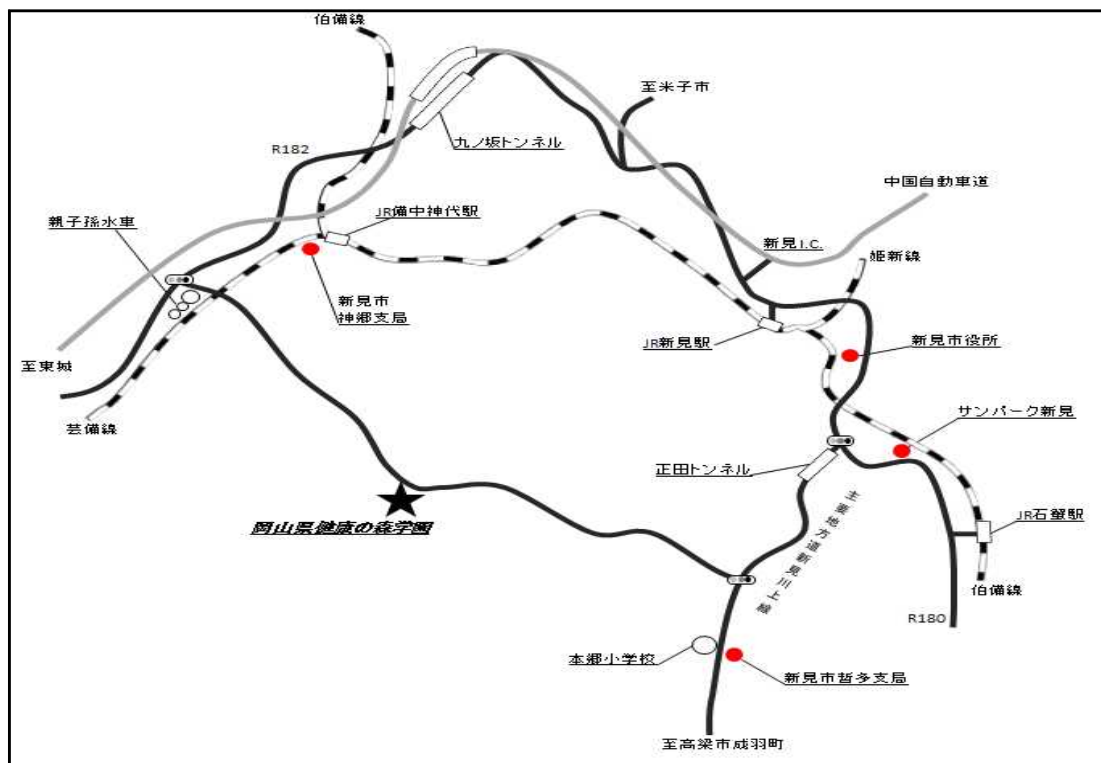 伯備線
至米子市
九ノ坂トンネル
R182
中国自動車道
親子孫水車
JR備中神代駅
新見I.C.
姫新線
新見市
神郷支局
JR新見駅
新見市役所
至東城
サンパーク新見
芸備線
正田トンネル
主要地方道新見川上線
JR石蟹駅
岡山県健康の森学園
伯備線
R180
本郷小学校
新見市哲多支局
至高梁市成羽町